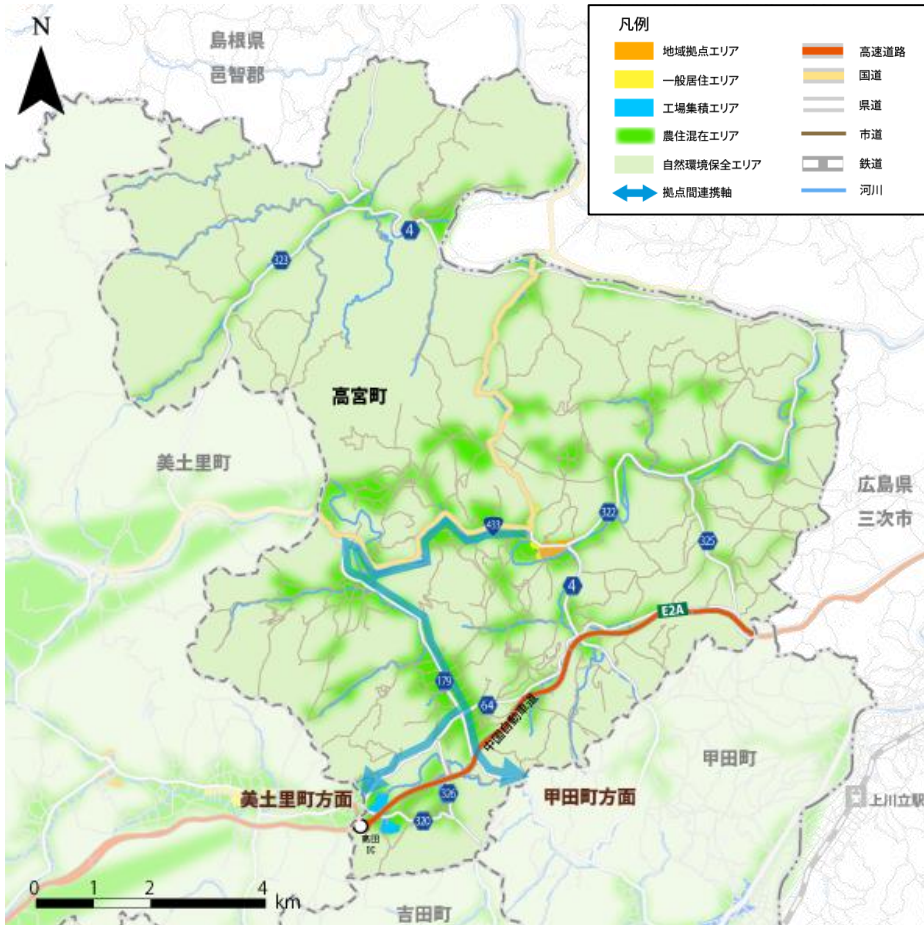 N
島根県
邑智郡
凡例
地域拠点エリア
一般居住エリア
工場集積エリア
農住混在エリア
自然環境保全エリア
拠点間連携軸
高速道路
国道
県道
市道
鉄道
河川
4
323
高宮町
美土里町
広島県
三次市
433
322
325
4
E2A
179
64
中国自動車道
甲田町
美土里町方面
326
甲田町方面
上川立駅
320
高田
IC
0 1 2 4
km
吉田町